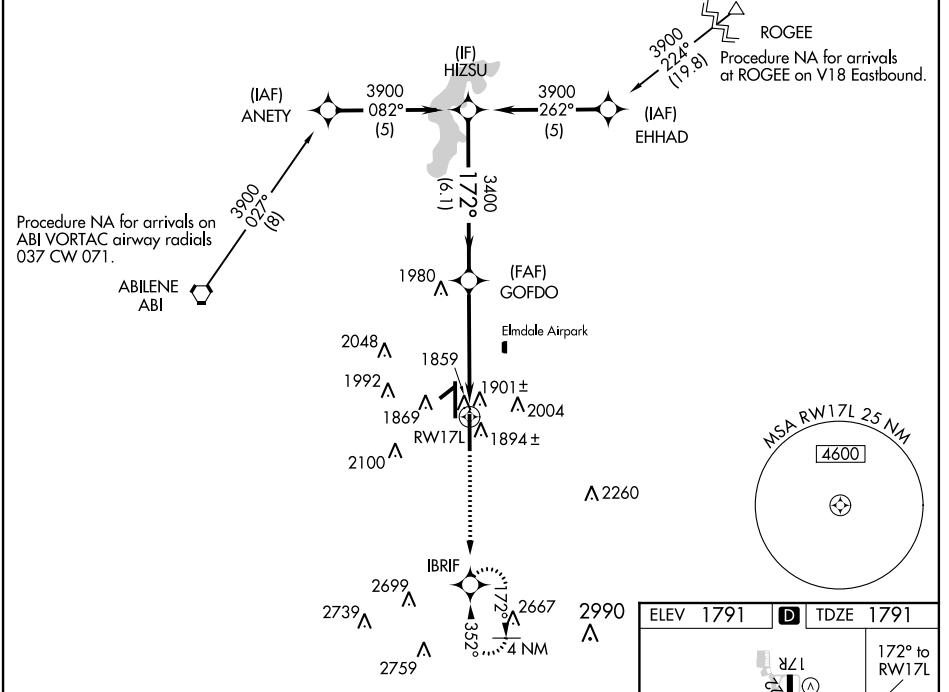 ROGEE
Procedure NA for arrivals
at ROGEE on V18 Eastbound.
3900
224°
(19.8)
(IF)
HIZSU
(IAF)
ANETY
3900
082°
(5)
3900
262°
(5)
(IAF)
EHHAD
3400
172°
(6.1)
3900
027°
(8)
Procedure NA for arrivals on
ABI VORTAC airway radials
037 CW 071.
ABILENE
ABI
1980
(FAF)
GOFDO
Elmdale Airpark
2048
1859
1992
1901±
1869
2004
RW17L
1894±
2100
MSA RW17L 25 NM
4600
2260
IBRIF
2699
172°
2667
2990
2739
352°
4 NM
2759
ELEV 1791
D
TDZE 1791
17R
172° to
RW17L